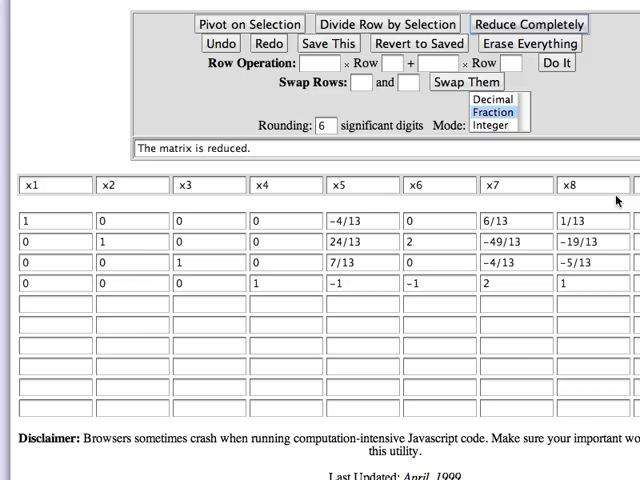 Pivot on Selection Divide Row by Selection Reduce Completely
Undo Redo Save This Revert to Saved Erase Everything
Row Operation: × Row + × Row Do It
Swap Rows: and Swap Them
Decimal
Fraction
Rounding: 6 significant digits Mode: Integer
The matrix is reduced.
x1 x2 x3 x4 x5 x6 x7 x8
1 0 0 0 -4/13 0 6/13 1/13
0 1 0 0 24/13 2 -49/13 -19/13
0 0 1 0 7/13 0 -4/13 -5/13
0 0 0 1 -1 -1 2 1
Disclaimer: Browsers sometimes crash when running computation-intensive Javascript code. Make sure your important wo
this utility.
Last Updated: April, 1999